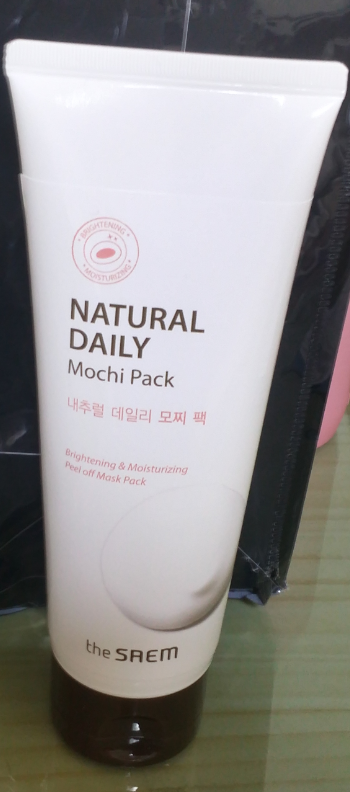 BRIGHTENING
MOISTURIZING
NATURAL
DAILY
Mochi Pack
내추럴 데일리 모찌 팩
Brightening & Moisturizing
Peel off Mask Pack
the SAEM